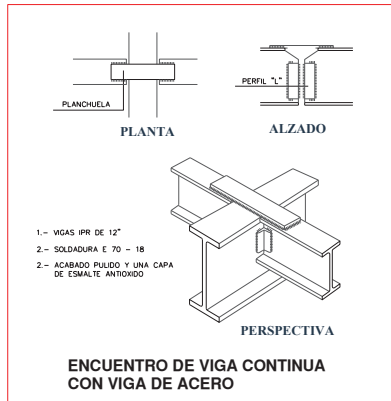 PLANCHUELA
PLANTA
PERFIL "L"
ALZADO
1.- VIGAS IPR DE 12"
2.- SOLDADURA E 70 - 18
2.- ACABADO PULIDO Y UNA CAPA
DE ESMALTE ANTIOXIDO
PERSPECTIVA
ENCUENTRO DE VIGA CONTINUA
CON VIGA DE ACERO